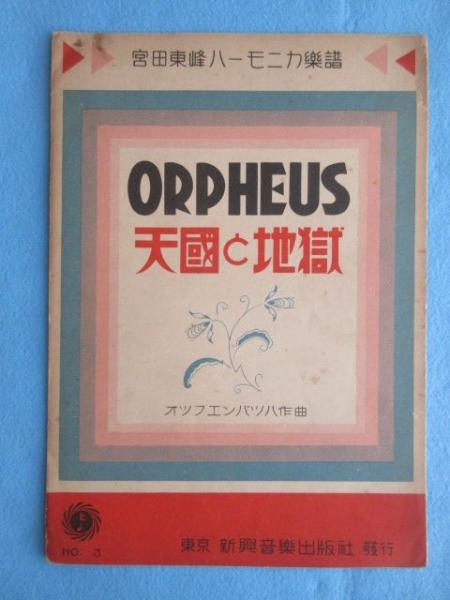 宮田東峰ハーモニカ樂譜
ORPHEUS
天國と地獄
オツフエンバツハ作曲
NO. 3
東京 新興音樂出版社 發行